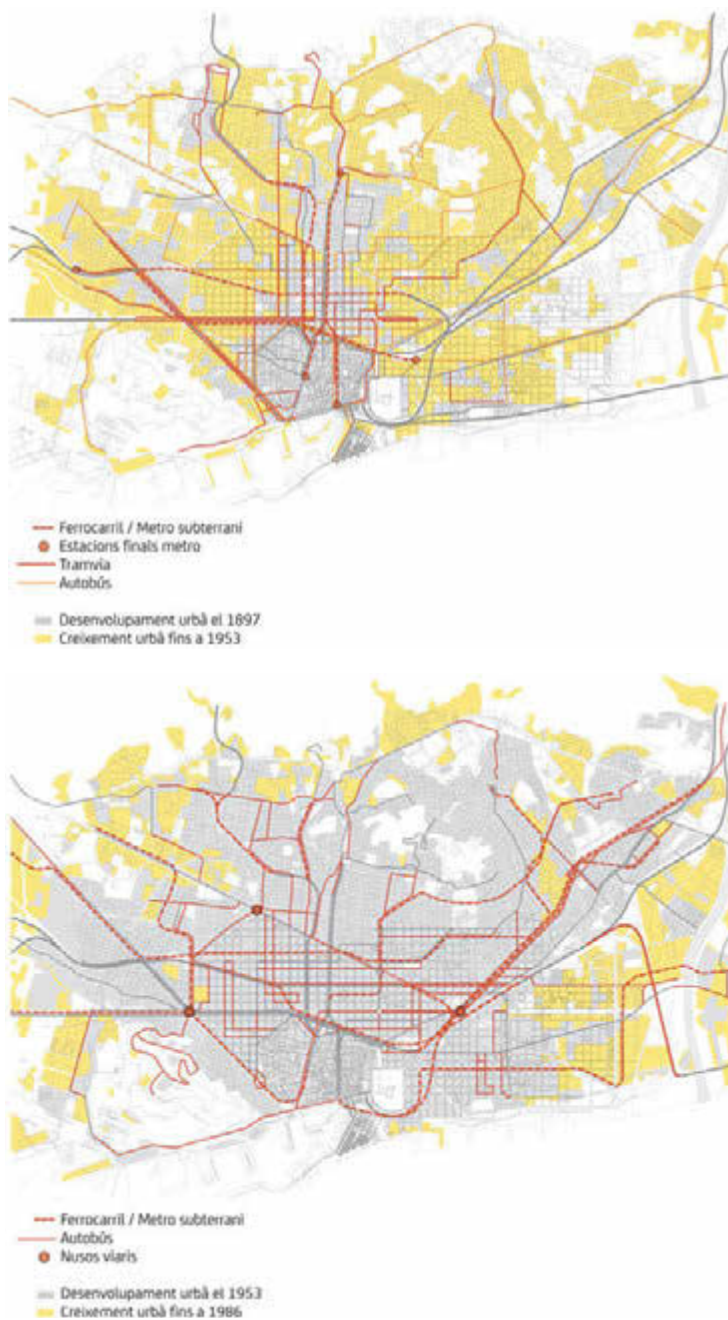 Ferrocarril / Metro subterrani
Estacions finals metro
Tramvia
Autobús
Desenvolupament urbà el 1897
Creixement urbà fins a 1953
Ferrocarril / Metro subterrani
Autobús
Nusos viaris
Desenvolupament urbà el 1953
Creixement urbà fins a 1986